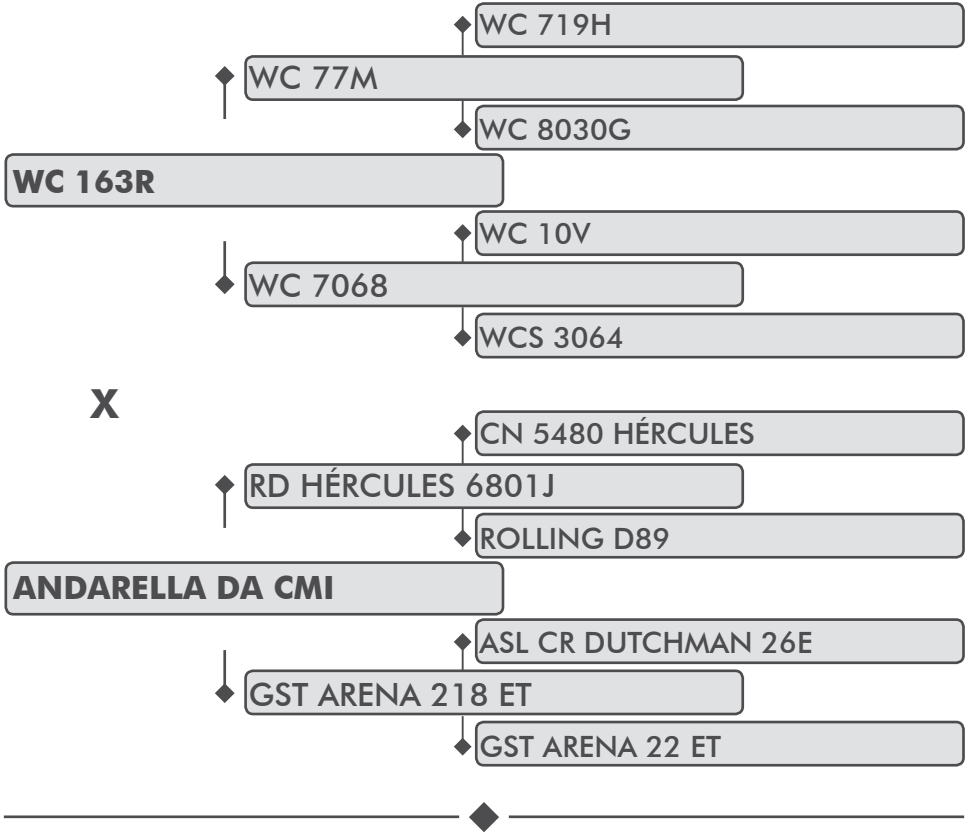 WC 719H
WC 77M
WC 8030G
WC 163R
WC 10V
WC 7068
WCS 3064
X
CN 5480 HÉRCULES
RD HÉRCULES 6801J
ROLLING D89
ANDARELLA DA CMI
ASL CR DUTCHMAN 26E
GST ARENA 218 ET
GST ARENA 22 ET